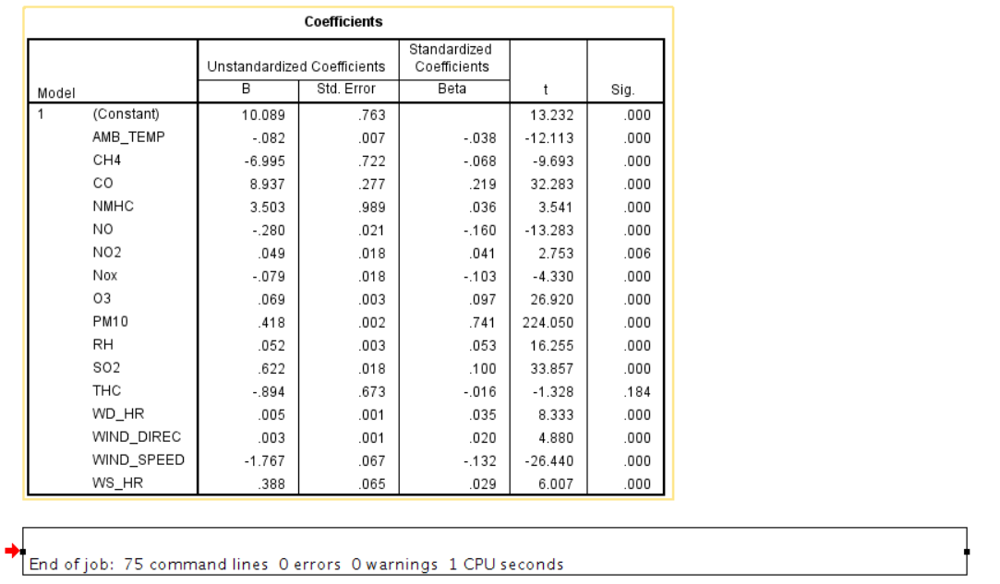 Coefficients
Unstandardized Coefficients Standardized Coefficients
Model B Std. Error Beta t Sig.
1 (Constant) 10.089 .763 13.232 .000
AMB_TEMP -.082 .007 -.038 -12.113 .000
CH4 -6.995 .722 -.068 -9.693 .000
CO 8.937 .277 .219 32.283 .000
NMHC 3.503 .989 .036 3.541 .000
NO -.280 .021 -.160 -13.283 .000
NO2 .049 .018 .041 2.753 .006
Nox -.079 .018 -.103 -4.330 .000
O3 .069 .003 .097 26.920 .000
PM10 .418 .002 .741 224.050 .000
RH .052 .003 .053 16.255 .000
SO2 .622 .018 .100 33.857 .000
THC -.894 .673 -.016 -1.328 .184
WD_HR .005 .001 .035 8.333 .000
WIND_DIREC .003 .001 .020 4.880 .000
WIND_SPEED -1.767 .067 -.132 -26.440 .000
WS_HR .388 .065 .029 6.007 .000
End of job: 75 command lines 0 errors 0 warnings 1 CPU seconds